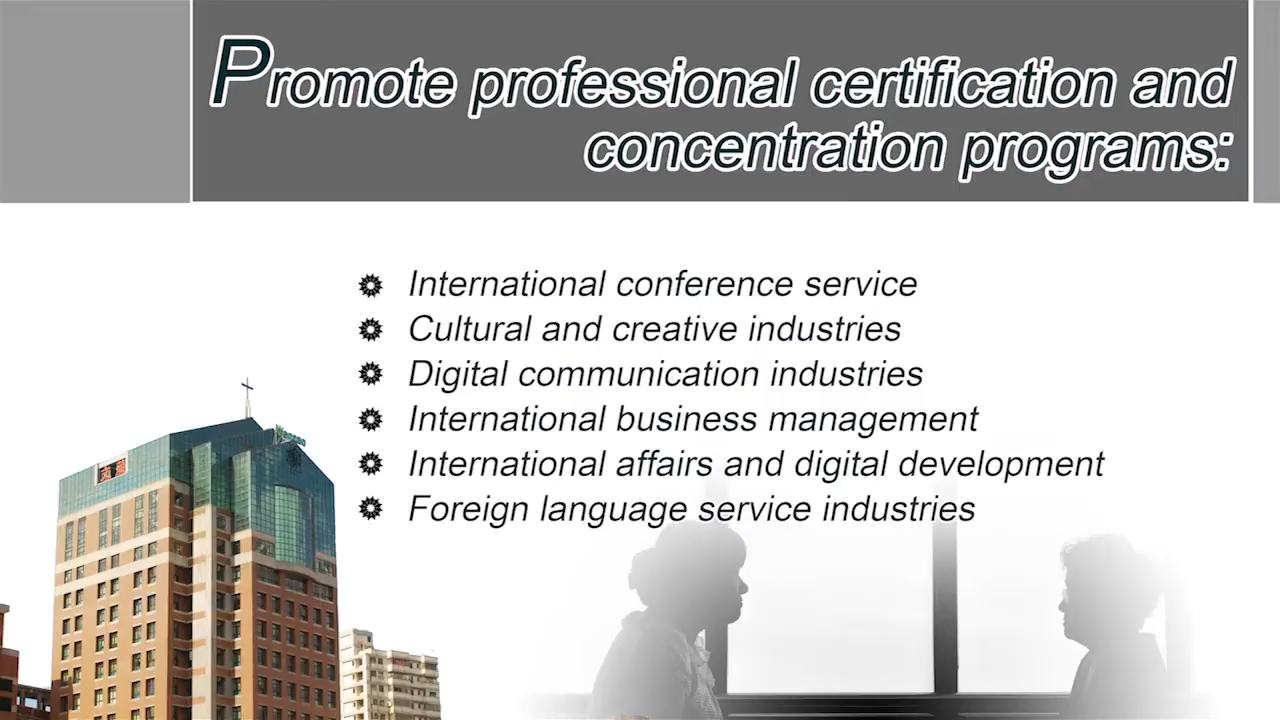 Promote professional certification and
concentration programs:
International conference service
Cultural and creative industries
Digital communication industries
International business management
International affairs and digital development
Foreign language service industries